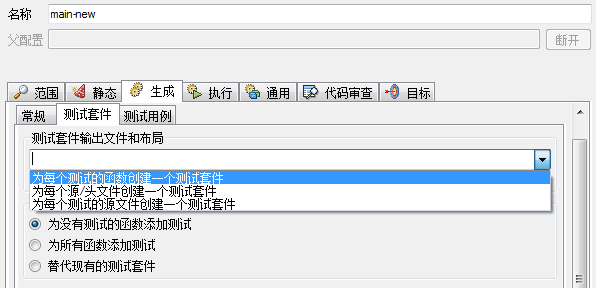 名称
main-new
父配置
断开
范围 静态 生成 执行 通用 代码审查 目标
常规 测试套件 测试用例
测试套件输出文件和布局
为每个测试的函数创建一个测试套件
为每个源/头文件创建一个测试套件
为每个测试的源文件创建一个测试套件
为没有测试的函数添加测试
为所有函数添加测试
替代现有的测试套件